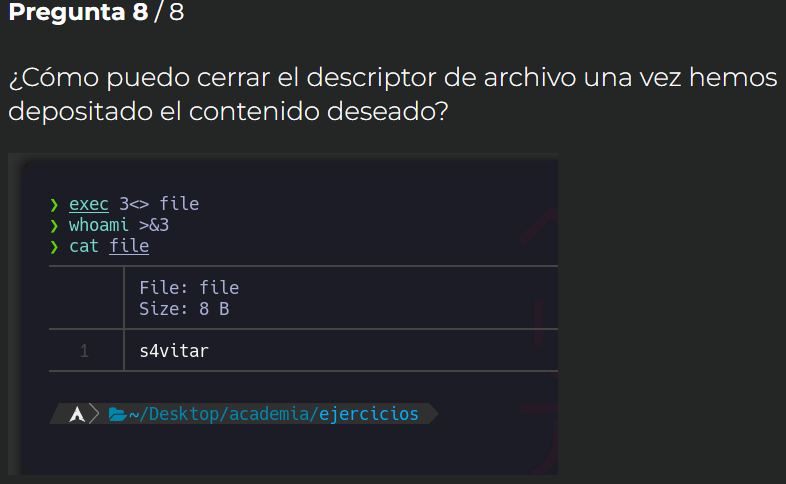 Pregunta 8 / 8
¿Cómo puedo cerrar el descriptor de archivo una vez hemos
depositado el contenido deseado?
❯ exec 3<> file
❯ whoami >&3
❯ cat file
File: file
Size: 8 B
1 s4vitar
~/Desktop/academia/ejercicios